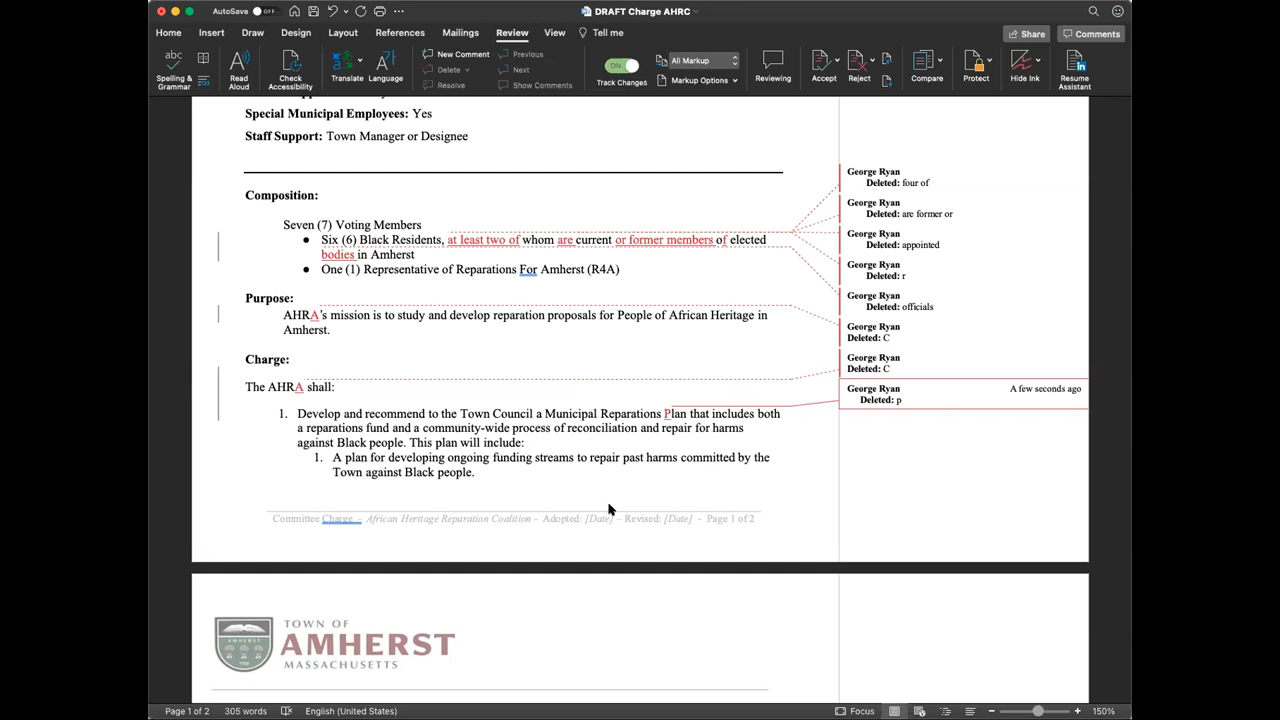 AutoSave OFF
DRAFT Charge AHRC
Home Insert Draw Design Layout References Mailings Review View Tell me
Share Comments
Spelling & Grammar
Read Aloud
Check Accessibility
Translate Language
New Comment
Delete
Resolve
Previous
Next
Show Comments
ON
Track Changes
All Markup
Markup Options
Reviewing
Accept Reject
Compare
Protect
Hide Ink
Resume Assistant
Special Municipal Employees: Yes
Staff Support: Town Manager or Designee
Composition:
Seven (7) Voting Members
● Six (6) Black Residents, at least two of whom are current or former members of elected
bodies in Amherst
● One (1) Representative of Reparations For Amherst (R4A)
Purpose:
AHRA's mission is to study and develop reparation proposals for People of African Heritage in
Amherst.
Charge:
The AHRA shall:
1. Develop and recommend to the Town Council a Municipal Reparations Plan that includes both
a reparations fund and a community-wide process of reconciliation and repair for harms
against Black people. This plan will include:
1. A plan for developing ongoing funding streams to repair past harms committed by the
Town against Black people.
Committee Charge - African Heritage Reparation Coalition - Adopted: [Date] – Revised: [Date] - Page 1 of 2
George Ryan
Deleted: four of
George Ryan
Deleted: are former or
George Ryan
Deleted: appointed
George Ryan
Deleted: r
George Ryan
Deleted: officials
George Ryan
Deleted: C
George Ryan
Deleted: C
George Ryan A few seconds ago
Deleted: p
TOWN OF
AMHERST
MASSACHUSETTS
Page 1 of 2 305 words English (United States) Focus 150%